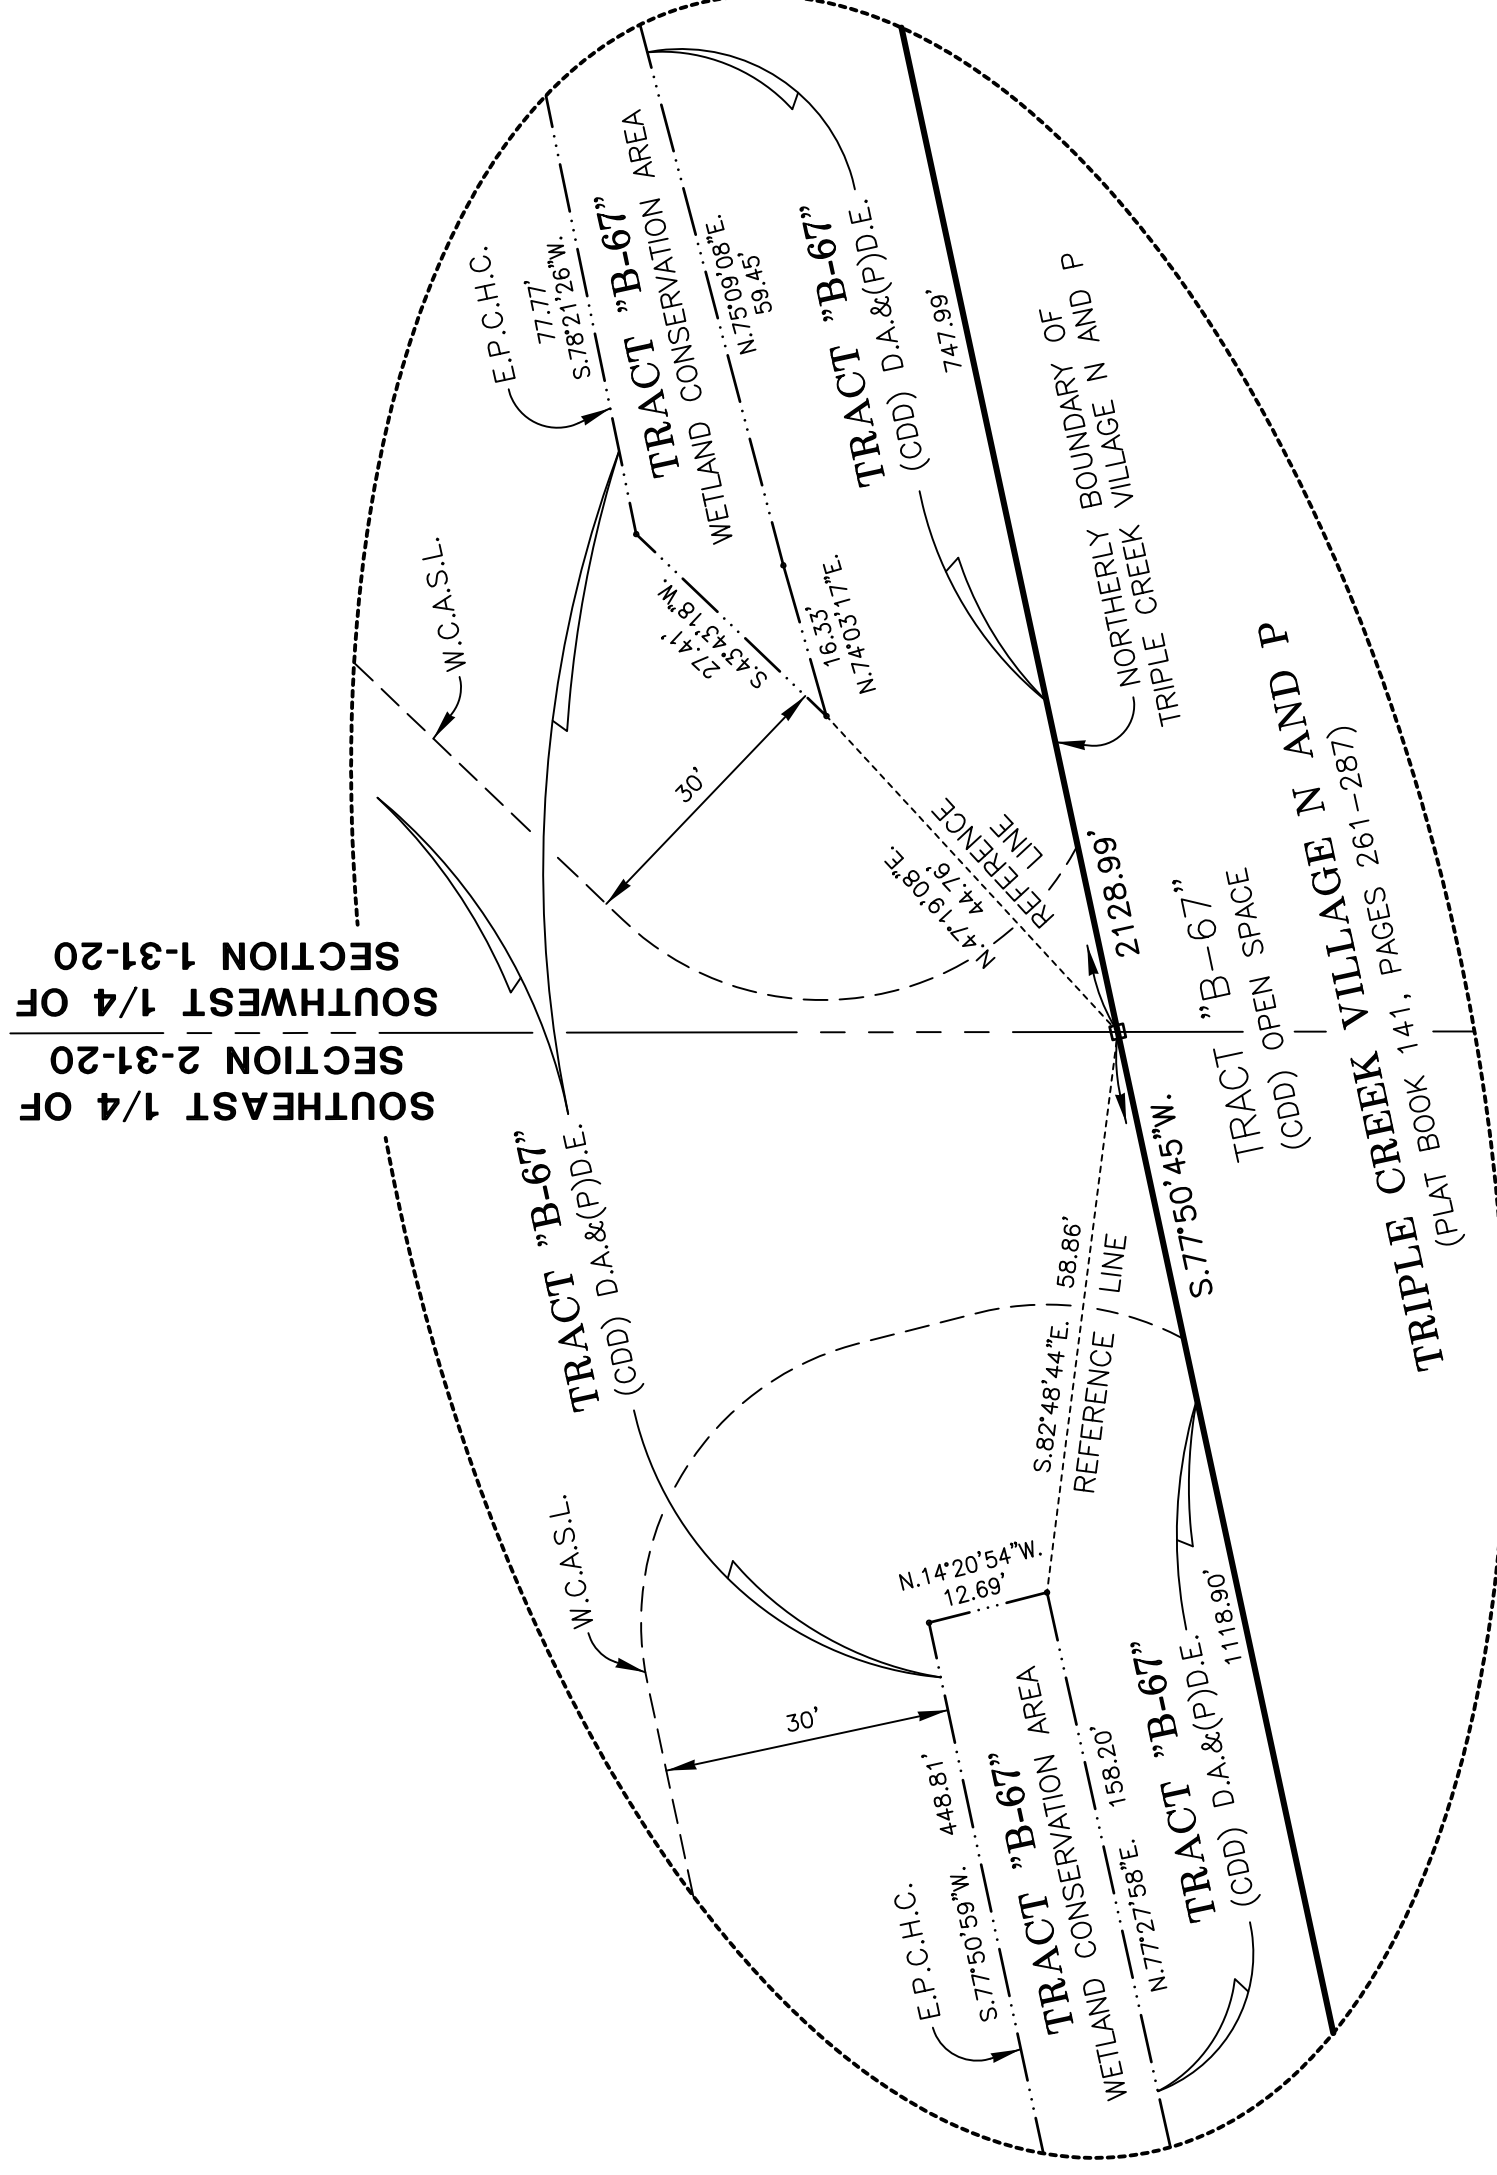 SOUTHWEST 1/4 OF
SECTION 1-31-20
SOUTHEAST 1/4 OF
SECTION 2-31-20
E.P.C.H.C.
77.77'
S.78°21'26"W.
TRACT "B-67"
WETLAND CONSERVATION AREA
N.75°09'08"E.
59.45'
TRACT "B-67"
(CDD) D.A.&(P)D.E.
747.99'
W.C.A.S.L.
27.41'
S.43°43'18"W.
16.33'
N.74°03'17"E.
30'
NORTHERLY BOUNDARY OF
TRIPLE CREEK VILLAGE N AND P
N.47°19'08"E.
44.76'
REFERENCE
LINE
2128.99'
S.77°50'45"W.
TRACT "B-67"
(CDD) OPEN SPACE
TRIPLE CREEK VILLAGE N AND P
(PLAT BOOK 141, PAGES 261-287)
TRACT "B-67"
(CDD) D.A.&(P)D.E.
S.82°48'44"E. 58.86'
REFERENCE LINE
W.C.A.S.L.
N.14°20'54"W.
12.69'
30'
E.P.C.H.C.
S.77°50'59"W. 448.81'
TRACT "B-67"
WETLAND CONSERVATION AREA
N.77°27'58"E. 158.20'
TRACT "B-67"
(CDD) D.A.&(P)D.E.
1118.90'